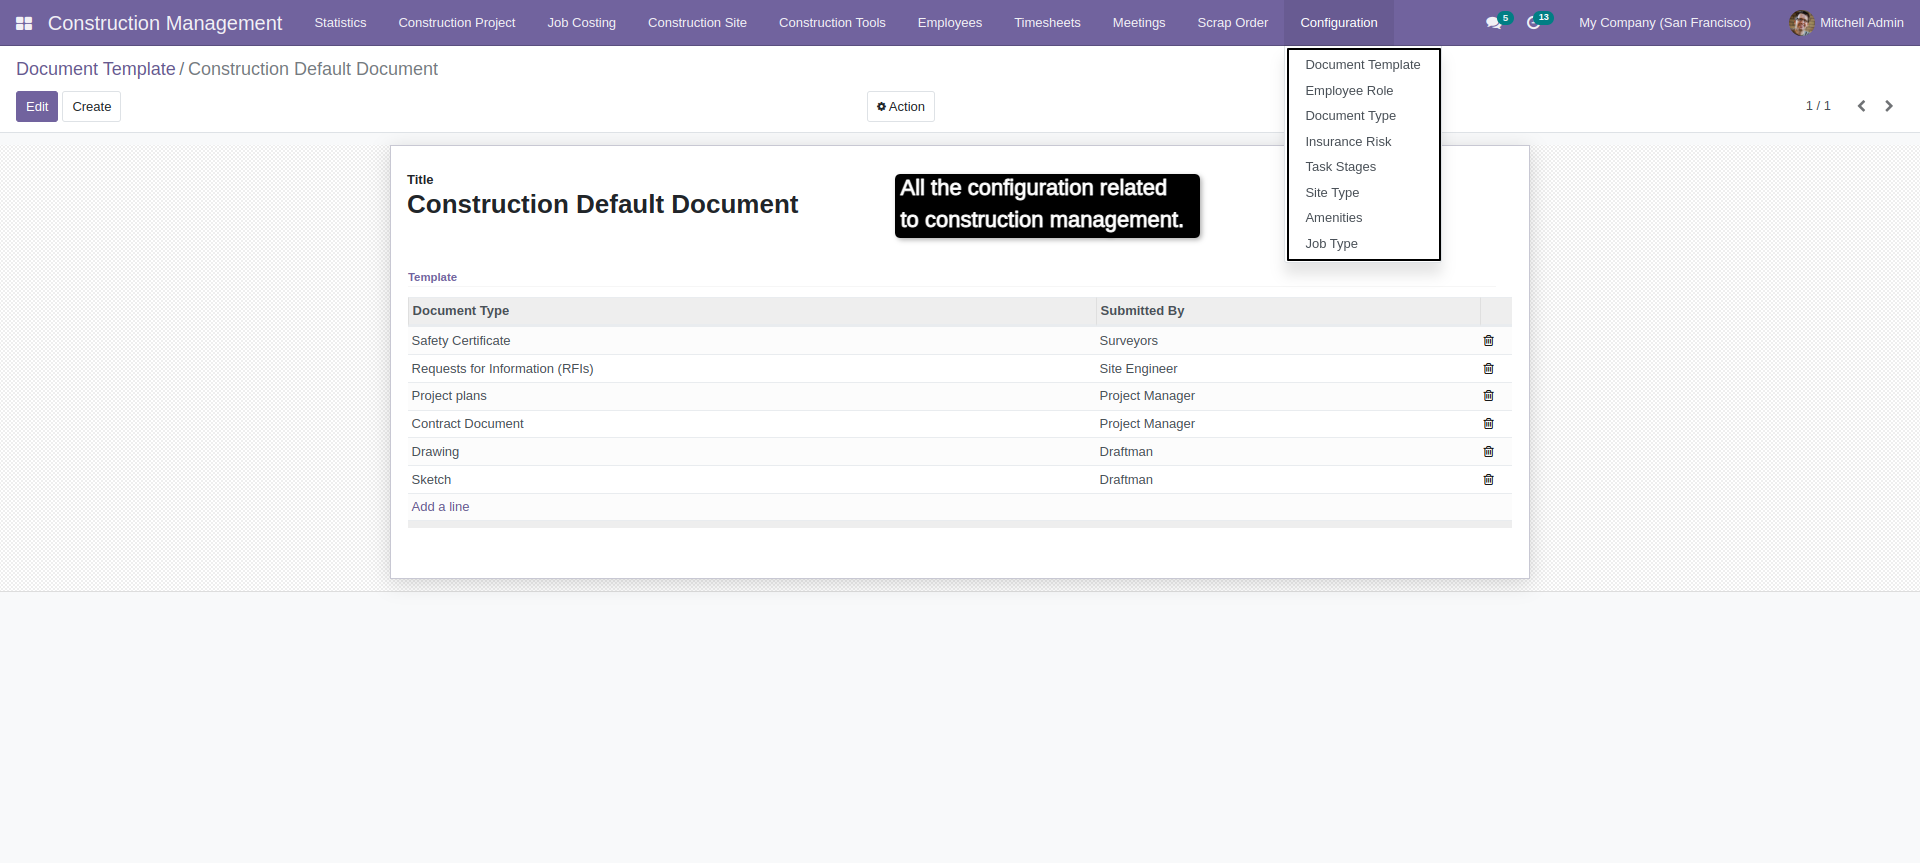 Construction Management Statistics Construction Project Job Costing Construction Site Construction Tools Employees Timesheets Meetings Scrap Order Configuration 5 13 My Company (San Francisco) Mitchell Admin
Document Template / Construction Default Document
Edit Create Action 1 / 1
Document Template
Employee Role
Document Type
Insurance Risk
Task Stages
Site Type
Amenities
Job Type
Title
Construction Default Document
All the configuration related
to construction management.
Template
Document Type Submitted By
Safety Certificate Surveyors
Requests for Information (RFIs) Site Engineer
Project plans Project Manager
Contract Document Project Manager
Drawing Draftman
Sketch Draftman
Add a line